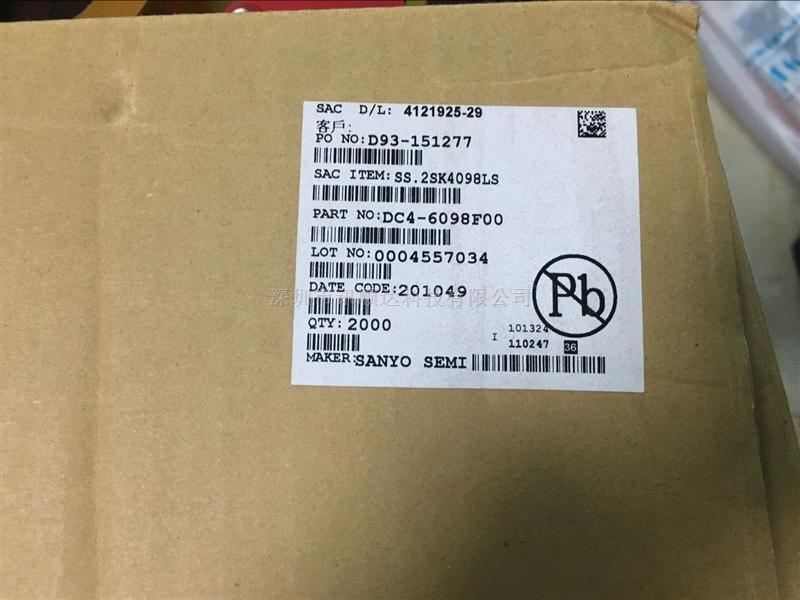 SAC D/L: 4121925-29
客戶:
PO NO:D93-151277
SAC ITEM:SS.2SK4098LS
PART NO:DC4-6098F00
LOT NO:0004557034
DATE CODE:201049
QTY:2000
Pb
101324
I 110247 36
MAKER:SANYO SEMI